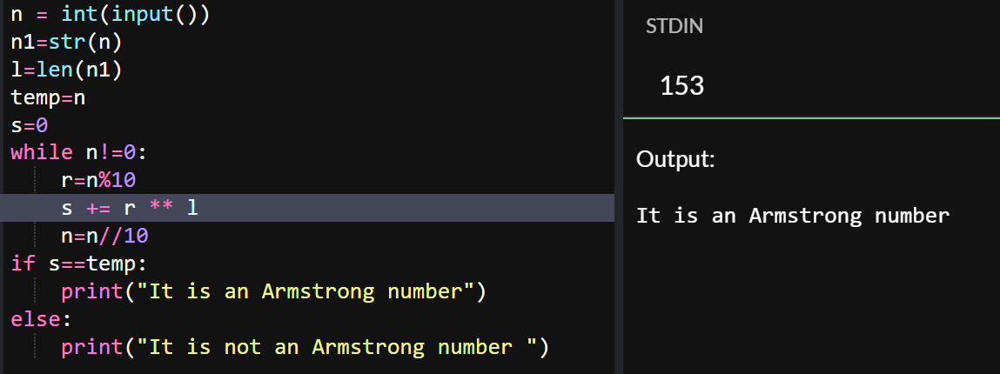 n = int(input())
n1=str(n)
l=len(n1)
temp=n
s=0
while n!=0:
    r=n%10
    s += r ** l
    n=n//10
if s==temp:
    print("It is an Armstrong number")
else:
    print("It is not an Armstrong number ")
STDIN
153
Output:
It is an Armstrong number